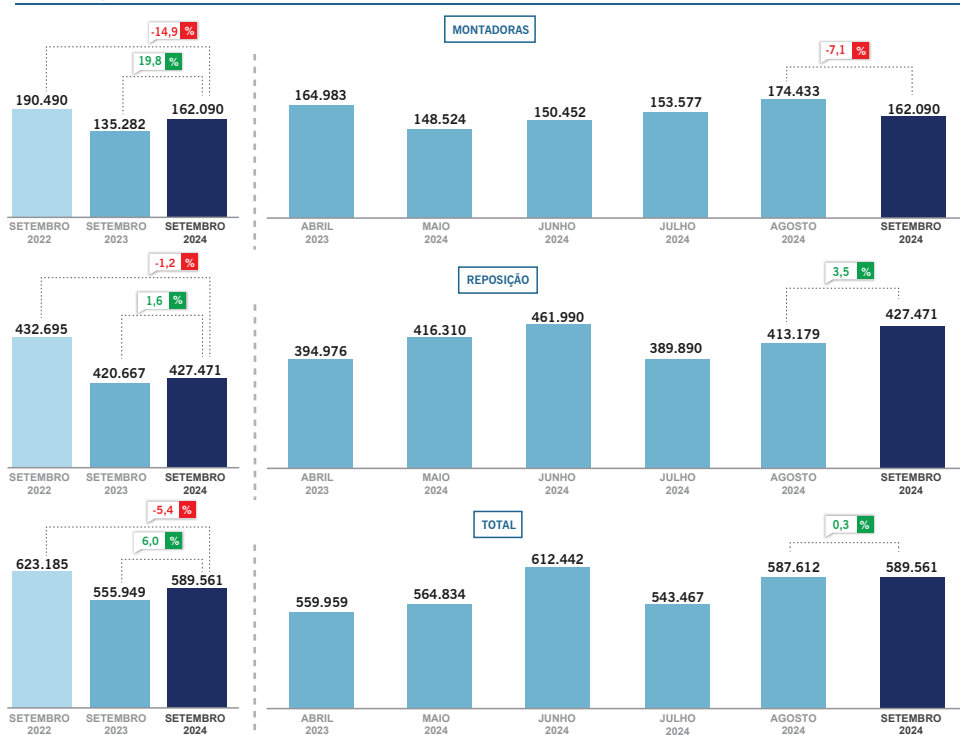 MONTADORAS
-14,9 %
19,8 %
190.490
135.282
162.090
SETEMBRO
2022
SETEMBRO
2023
SETEMBRO
2024
-7,1 %
164.983
148.524
150.452
153.577
174.433
162.090
ABRIL
2023
MAIO
2024
JUNHO
2024
JULHO
2024
AGOSTO
2024
SETEMBRO
2024
REPOSIÇÃO
-1,2 %
1,6 %
432.695
420.667
427.471
SETEMBRO
2022
SETEMBRO
2023
SETEMBRO
2024
3,5 %
394.976
416.310
461.990
389.890
413.179
427.471
ABRIL
2023
MAIO
2024
JUNHO
2024
JULHO
2024
AGOSTO
2024
SETEMBRO
2024
TOTAL
-5,4 %
6,0 %
623.185
555.949
589.561
SETEMBRO
2022
SETEMBRO
2023
SETEMBRO
2024
0,3 %
559.959
564.834
612.442
543.467
587.612
589.561
ABRIL
2023
MAIO
2024
JUNHO
2024
JULHO
2024
AGOSTO
2024
SETEMBRO
2024